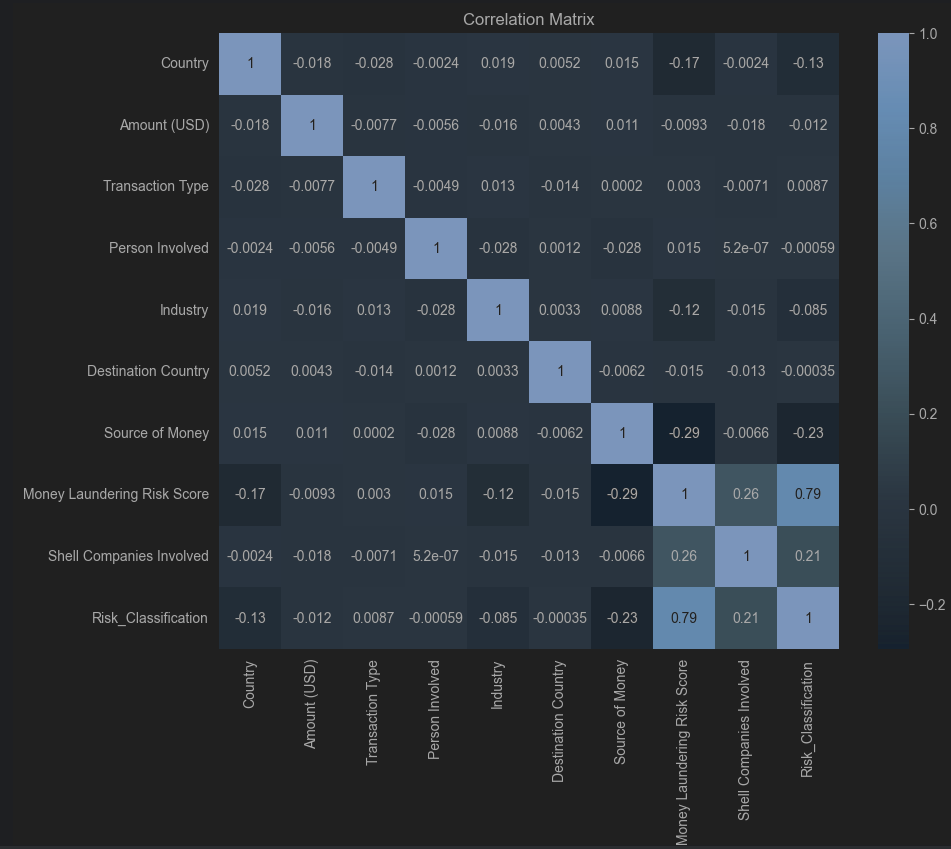 Correlation Matrix
Country 1 -0.018 -0.028 -0.0024 0.019 0.0052 0.015 -0.17 -0.0024 -0.13
Amount (USD) -0.018 1 -0.0077 -0.0056 -0.016 0.0043 0.011 -0.0093 -0.018 -0.012
Transaction Type -0.028 -0.0077 1 -0.0049 0.013 -0.014 0.0002 0.003 -0.0071 0.0087
Person Involved -0.0024 -0.0056 -0.0049 1 -0.028 0.0012 -0.028 0.015 5.2e-07 -0.00059
Industry 0.019 -0.016 0.013 -0.028 1 0.0033 0.0088 -0.12 -0.015 -0.085
Destination Country 0.0052 0.0043 -0.014 0.0012 0.0033 1 -0.0062 -0.015 -0.013 -0.00035
Source of Money 0.015 0.011 0.0002 -0.028 0.0088 -0.0062 1 -0.29 -0.0066 -0.23
Money Laundering Risk Score -0.17 -0.0093 0.003 0.015 -0.12 -0.015 -0.29 1 0.26 0.79
Shell Companies Involved -0.0024 -0.018 -0.0071 5.2e-07 -0.015 -0.013 -0.0066 0.26 1 0.21
Risk_Classification -0.13 -0.012 0.0087 -0.00059 -0.085 -0.00035 -0.23 0.79 0.21 1
Country
Amount (USD)
Transaction Type
Person Involved
Industry
Destination Country
Source of Money
Money Laundering Risk Score
Shell Companies Involved
Risk_Classification
1.0
0.8
0.6
0.4
0.2
0.0
−0.2